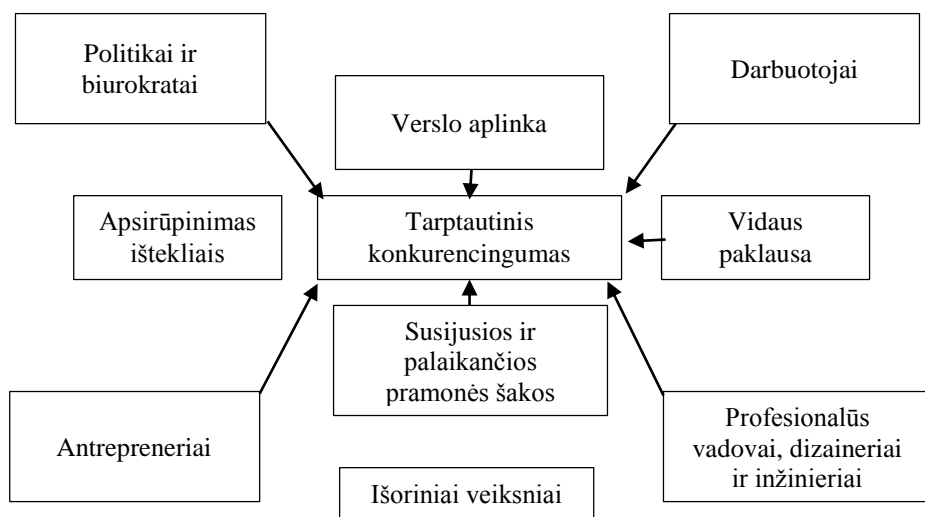 Politikai ir
biurokratai
Verslo aplinka
Darbuotojai
Apsirūpinimas
ištekliais
Tarptautinis
konkurencingumas
Vidaus
paklausa
Susijusios ir
palaikančios
pramonės šakos
Antrepreneriai
Profesionalūs
vadovai, dizaineriai
ir inžinieriai
Išoriniai veiksniai